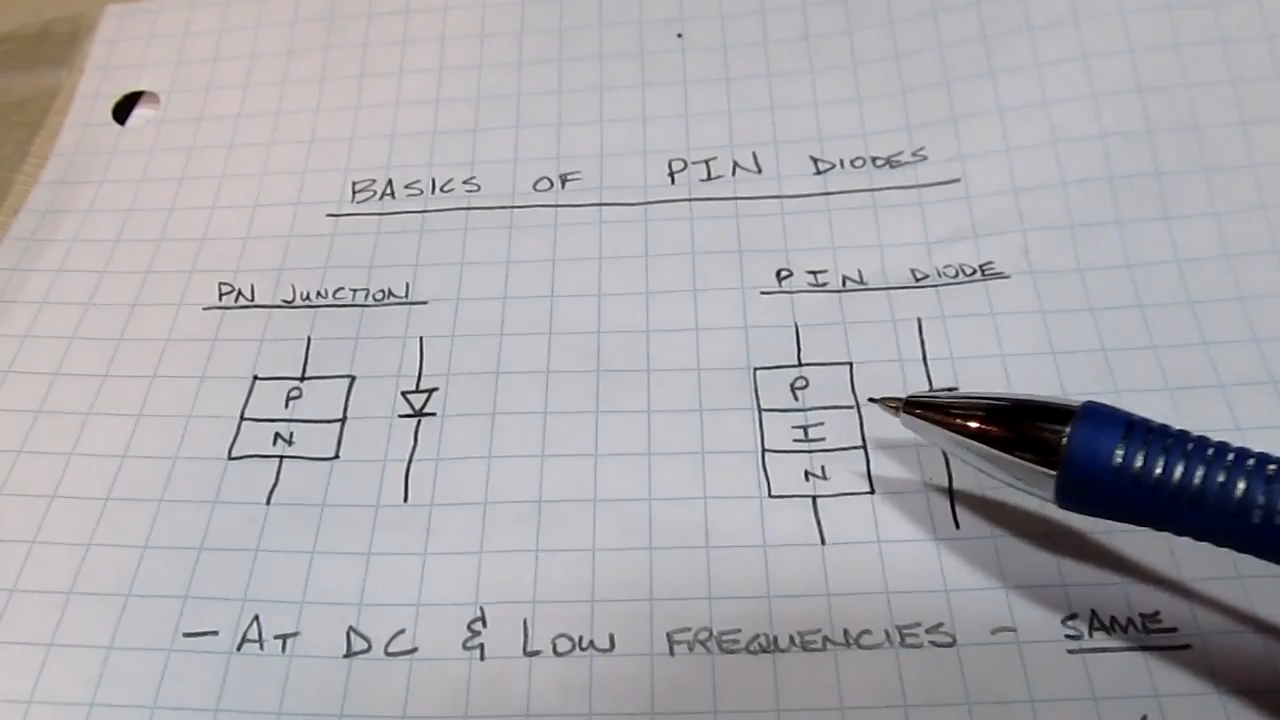 BASICS OF PIN DIODES
PN JUNCTION
P
N
PIN DIODE
P
I
N
- AT DC & LOW FREQUENCIES - SAME